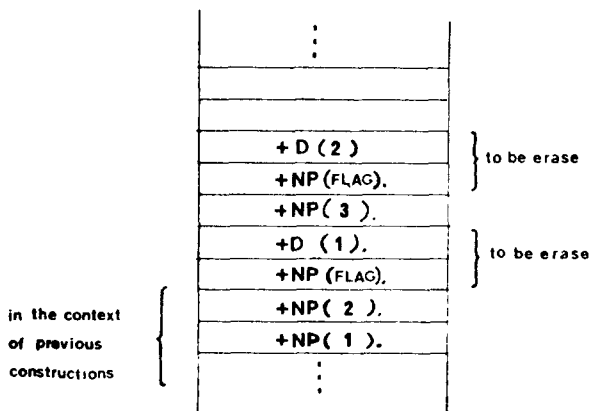 + D ( 2 )
+NP(FLAG).
to be erase
+NP( 3 ).
+D ( 1 ).
+NP (FLAG).
to be erase
+NP( 2 ).
+NP( 1 ).
in the context
of previous
constructions